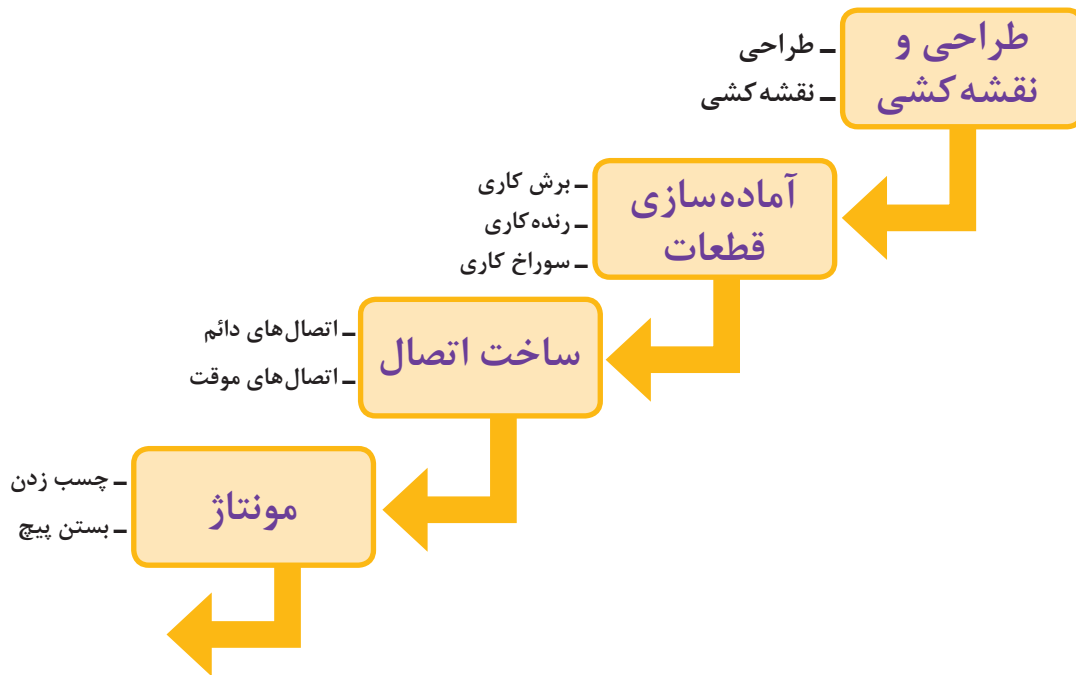 طراحی و
نقشه‌کشی
ـ طراحی
ـ نقشه‌کشی
آماده‌سازی
قطعات
ـ برش کاری
ـ رنده‌کاری
ـ سوراخ کاری
ساخت اتصال
ـ اتصال‌های دائم
ـ اتصال‌های موقت
مونتاژ
ـ چسب زدن
ـ بستن پیچ